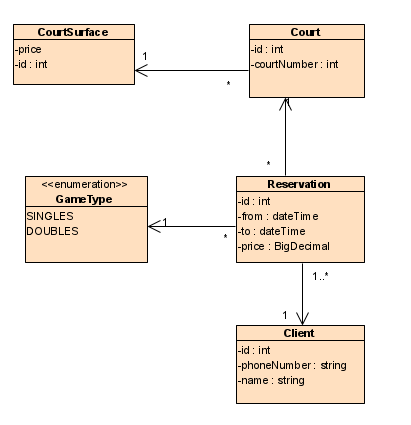 CourtSurface
-price
-id : int
Court
-id : int
-courtNumber : int
1
*
1
*
<<enumeration>>
GameType
SINGLES
DOUBLES
Reservation
-id : int
-from : dateTime
-to : dateTime
-price : BigDecimal
1
*
1..*
1
Client
-id : int
-phoneNumber : string
-name : string